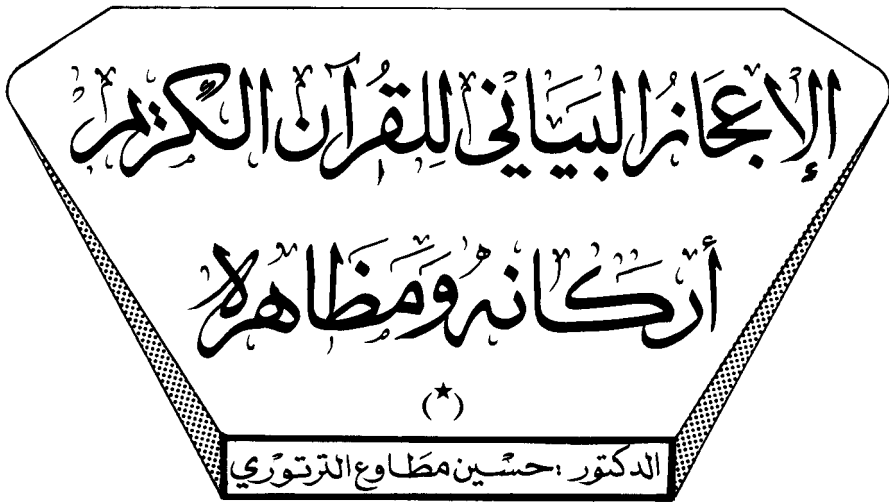 الإعجاز البياني للقرآن الكريم
أركانه ومظاهره
(★)
الدكتور : حسين مطاوع الترتوري